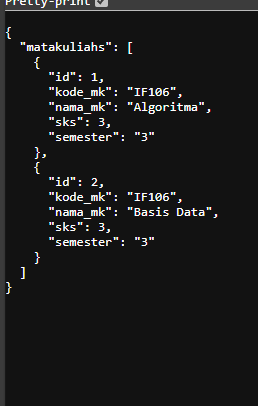 Pretty-print
{
  "matakuliahs": [
    {
      "id": 1,
      "kode_mk": "IF106",
      "nama_mk": "Algoritma",
      "sks": 3,
      "semester": "3"
    },
    {
      "id": 2,
      "kode_mk": "IF106",
      "nama_mk": "Basis Data",
      "sks": 3,
      "semester": "3"
    }
  ]
}